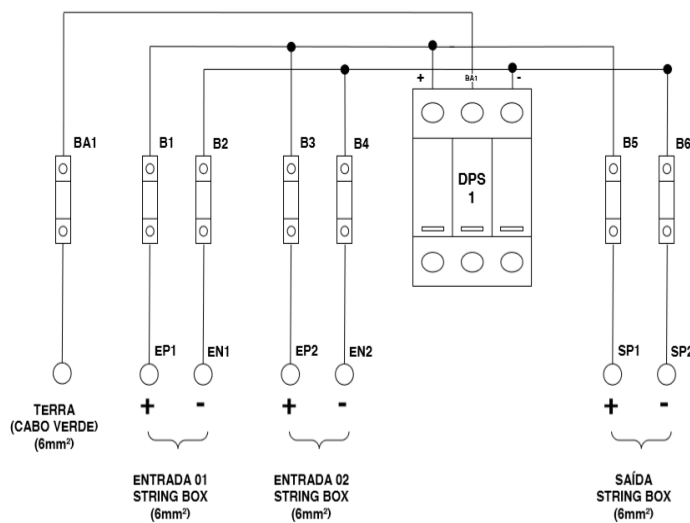 +
BA1
-
BA1
B1
B2
B3
B4
DPS
1
B5
B6
EP1
EN1
EP2
EN2
SP1
SP2
+
-
+
-
+
-
TERRA
(CABO VERDE)
(6mm²)
ENTRADA 01
STRING BOX
(6mm²)
ENTRADA 02
STRING BOX
(6mm²)
SAÍDA
STRING BOX
(6mm²)